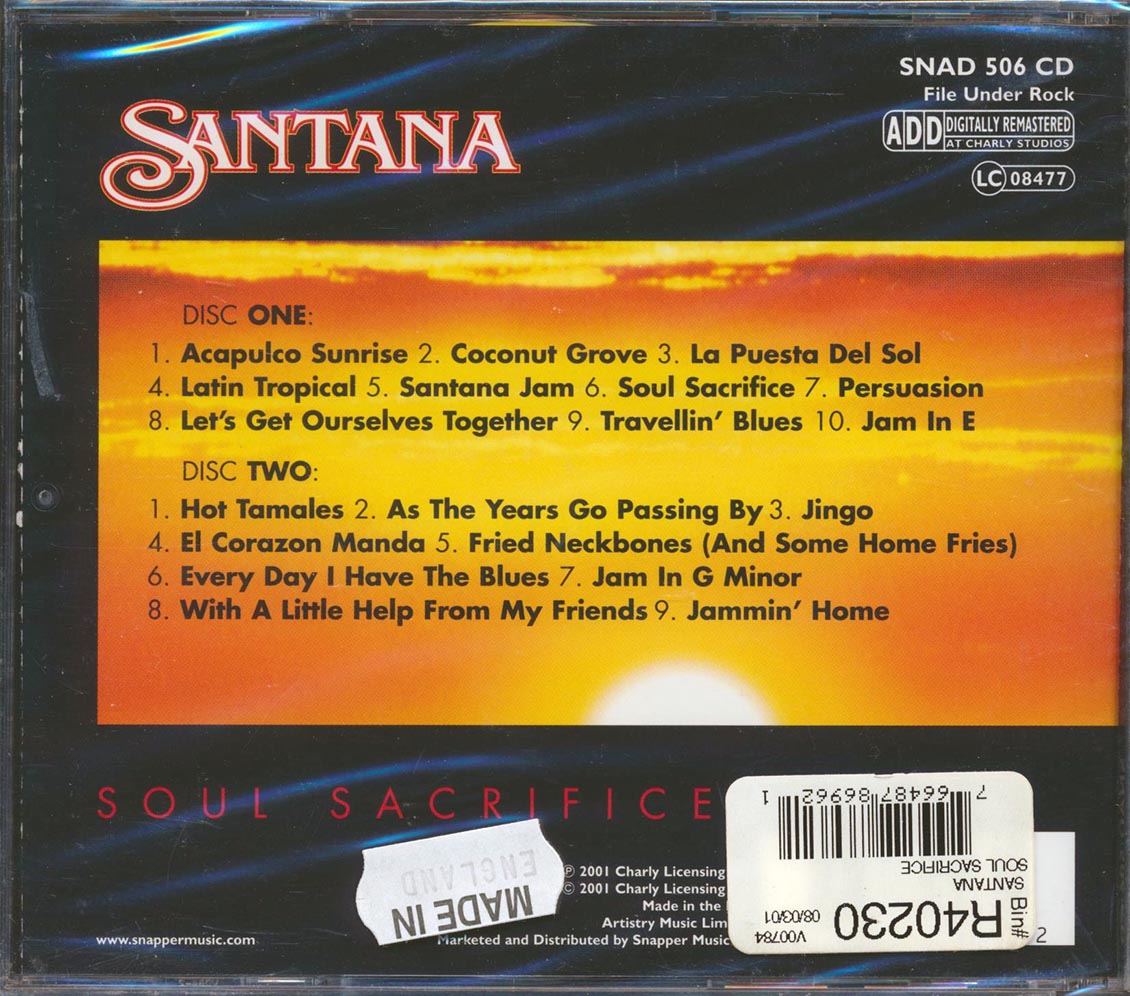 SANTANA
SNAD 506 CD
File Under Rock
ADD DIGITALLY REMASTERED
AT CHARLY STUDIOS
LC 08477
DISC ONE:
1. Acapulco Sunrise 2. Coconut Grove 3. La Puesta Del Sol
4. Latin Tropical 5. Santana Jam 6. Soul Sacrifice 7. Persuasion
8. Let's Get Ourselves Together 9. Travellin' Blues 10. Jam In E
DISC TWO:
1. Hot Tamales 2. As The Years Go Passing By 3. Jingo
4. El Corazon Manda 5. Fried Neckbones (And Some Home Fries)
6. Every Day I Have The Blues 7. Jam In G Minor
8. With A Little Help From My Friends 9. Jammin' Home
SOUL SACRIFICE
MADE IN
ENGLAND
℗ 2001 Charly Licensing
© 2001 Charly Licensing
Made in the
Artistry Music
Marketed and Distributed by Snapper
www.snappermusic.com
Bin#
R40230
V00784 08/03/01
SANTANA
SOUL SACRIFICE
7 66487 86962 1
2